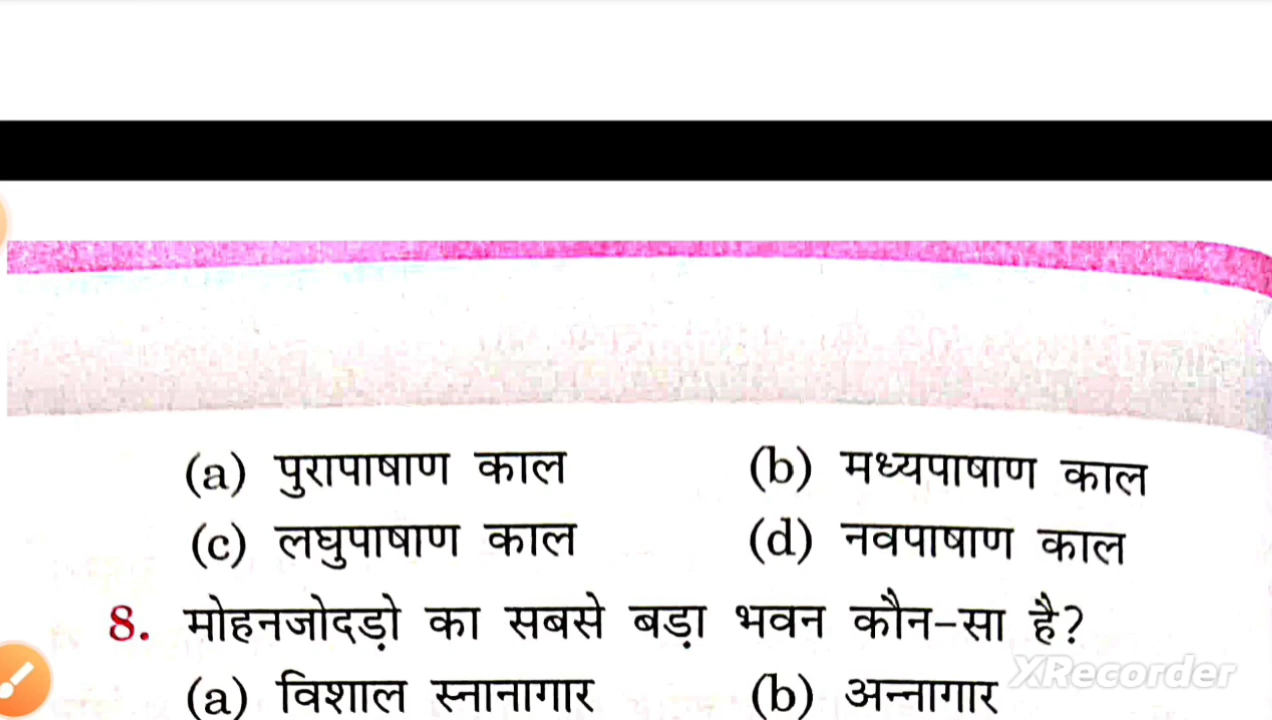 (a) पुरापाषाण काल (b) मध्यपाषाण काल
(c) लघुपाषाण काल (d) नवपाषाण काल
8. मोहनजोदड़ो का सबसे बड़ा भवन कौन-सा है?
XRecorder
(a) विशाल स्नानागार (b) अन्नागार